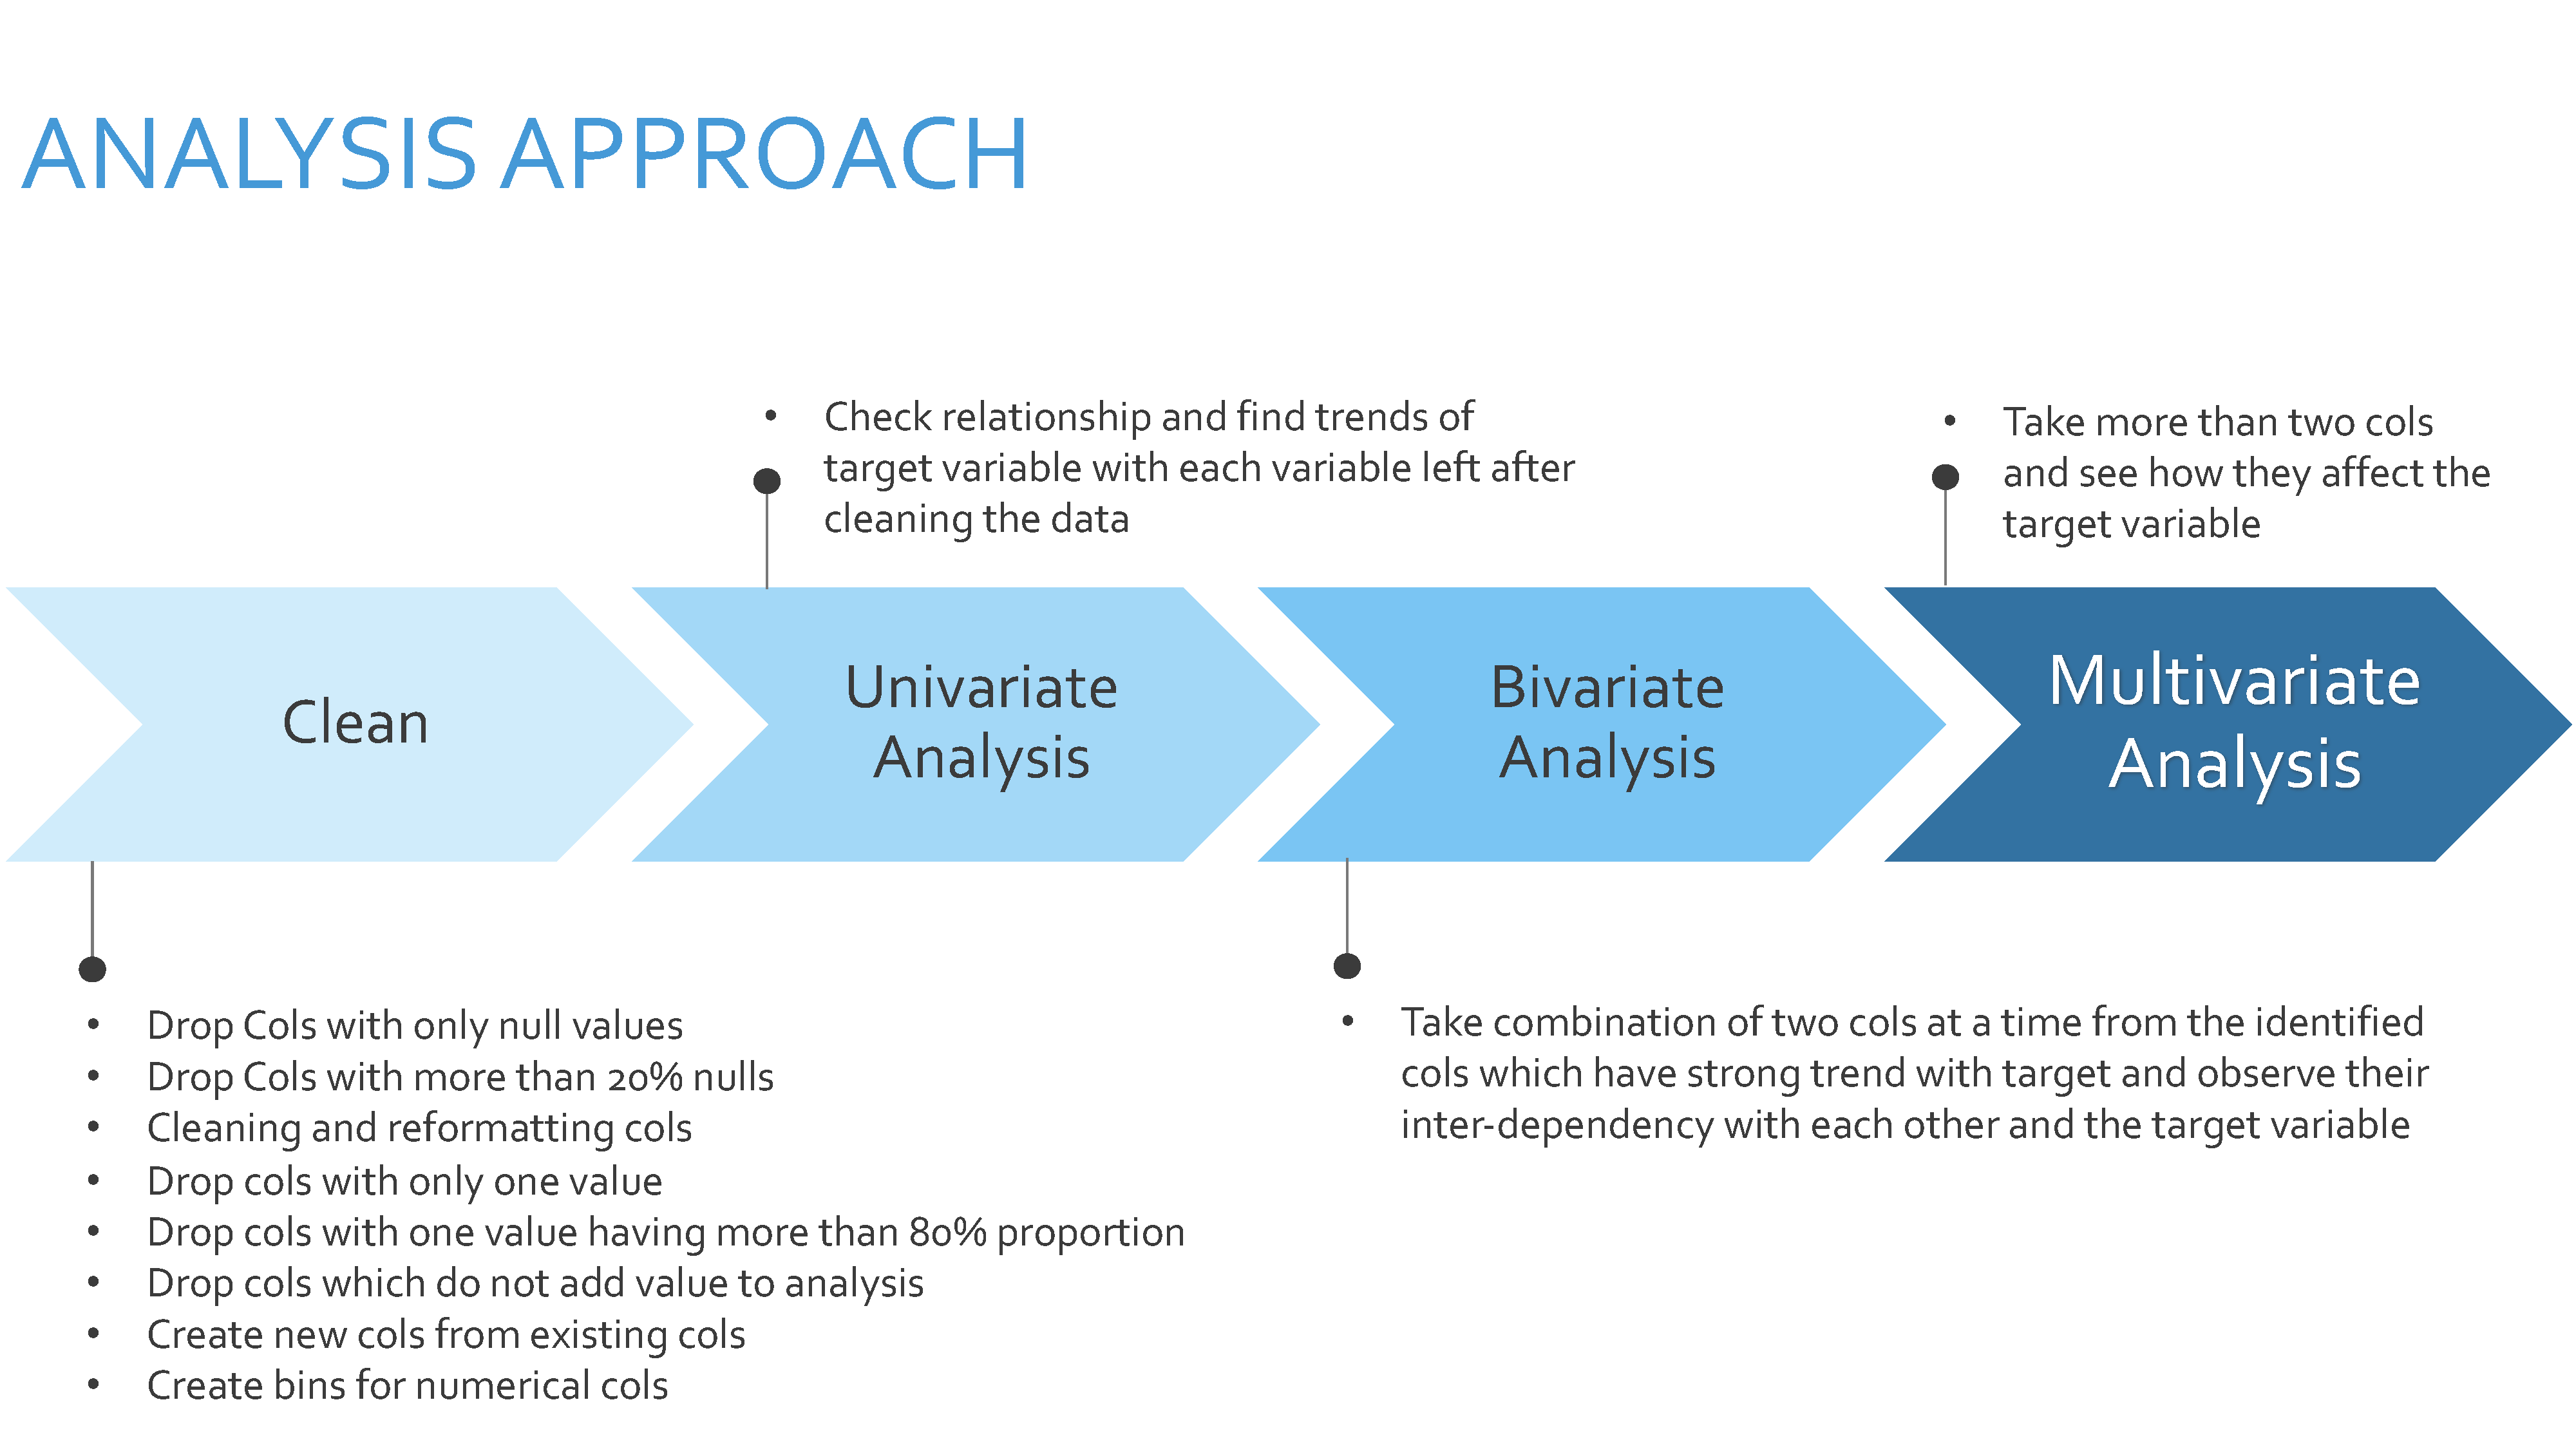 ANALYSIS APPROACH
• Check relationship and find trends of
target variable with each variable left after
cleaning the data
• Take more than two cols
and see how they affect the
target variable
Clean
Univariate
Analysis
Bivariate
Analysis
Multivariate
Analysis
• Drop Cols with only null values
• Drop Cols with more than 20% nulls
• Cleaning and reformatting cols
• Drop cols with only one value
• Drop cols with one value having more than 80% proportion
• Drop cols which do not add value to analysis
• Create new cols from existing cols
• Create bins for numerical cols
• Take combination of two cols at a time from the identified
cols which have strong trend with target and observe their
inter-dependency with each other and the target variable